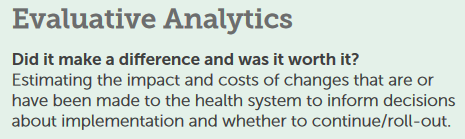 Evaluative Analytics
Did it make a difference and was it worth it?
Estimating the impact and costs of changes that are or
have been made to the health system to inform decisions
about implementation and whether to continue/roll-out.